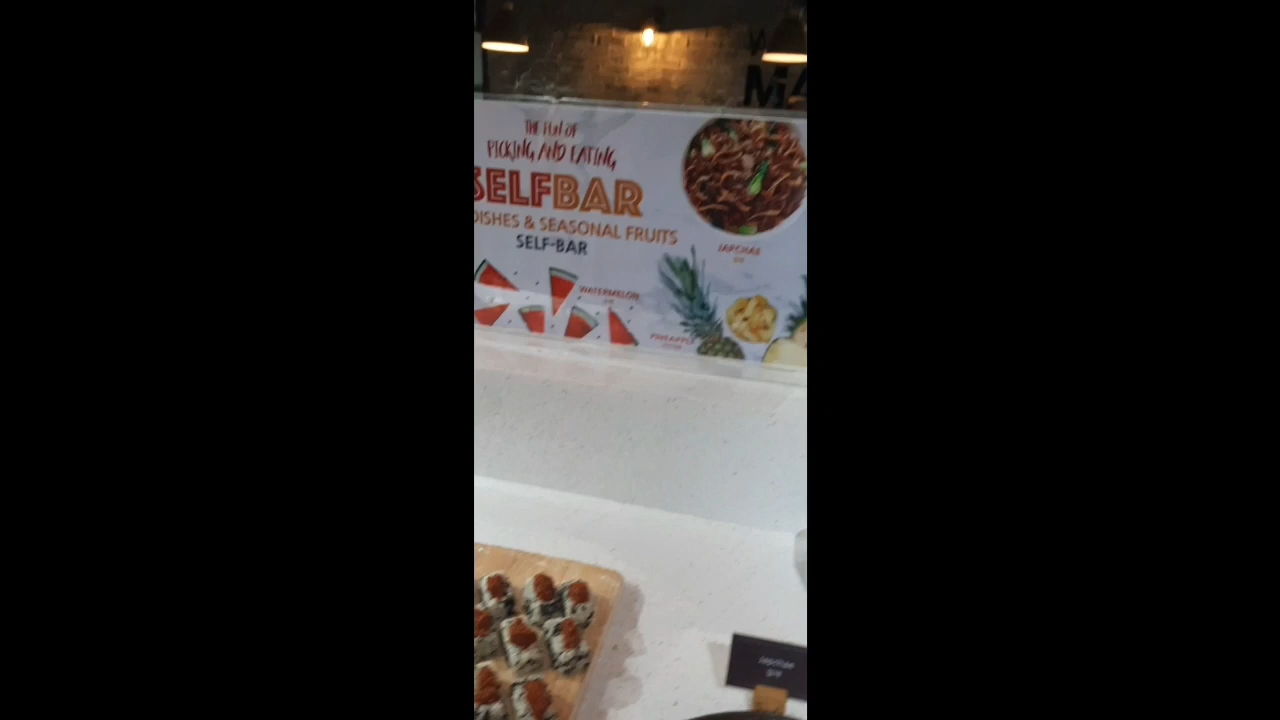 THE FUN OF
PICKING AND EATING
SELFBAR
DISHES & SEASONAL FRUITS
SELF-BAR
JAPCHAE
WATERMELON
PINEAPPLE